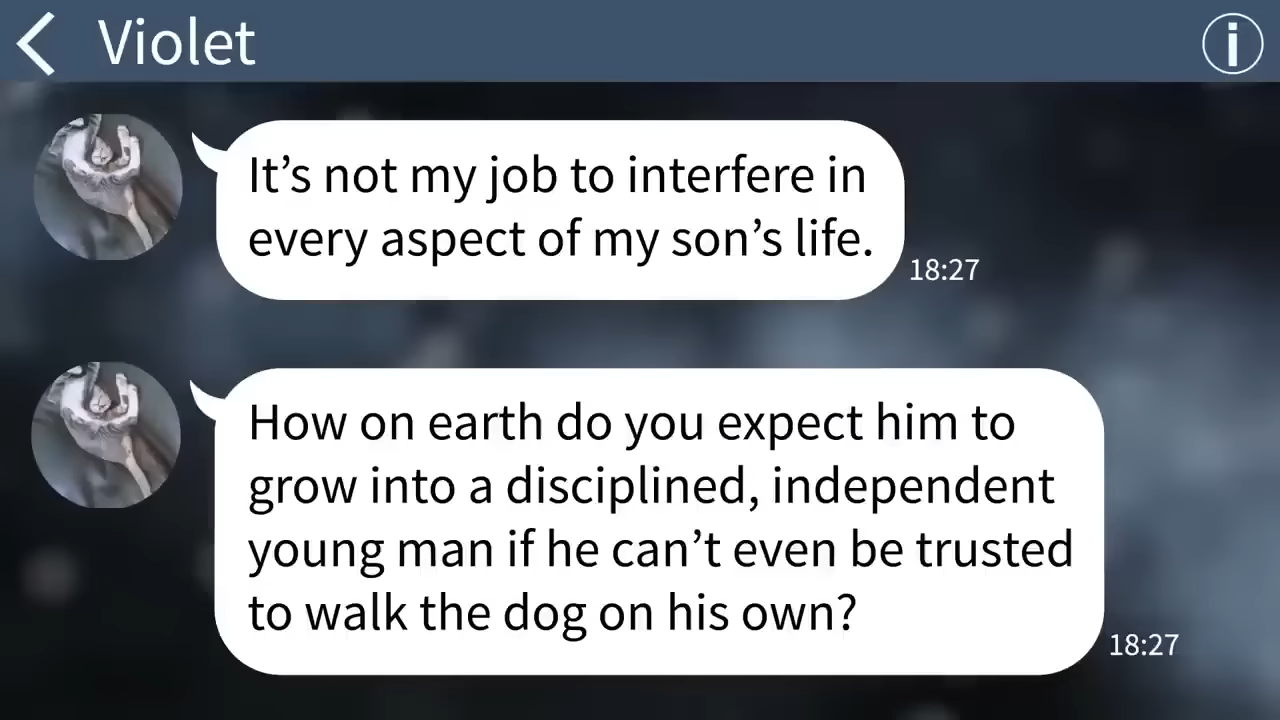 Violet
It’s not my job to interfere in
every aspect of my son’s life.
18:27
How on earth do you expect him to
grow into a disciplined, independent
young man if he can’t even be trusted
to walk the dog on his own?
18:27